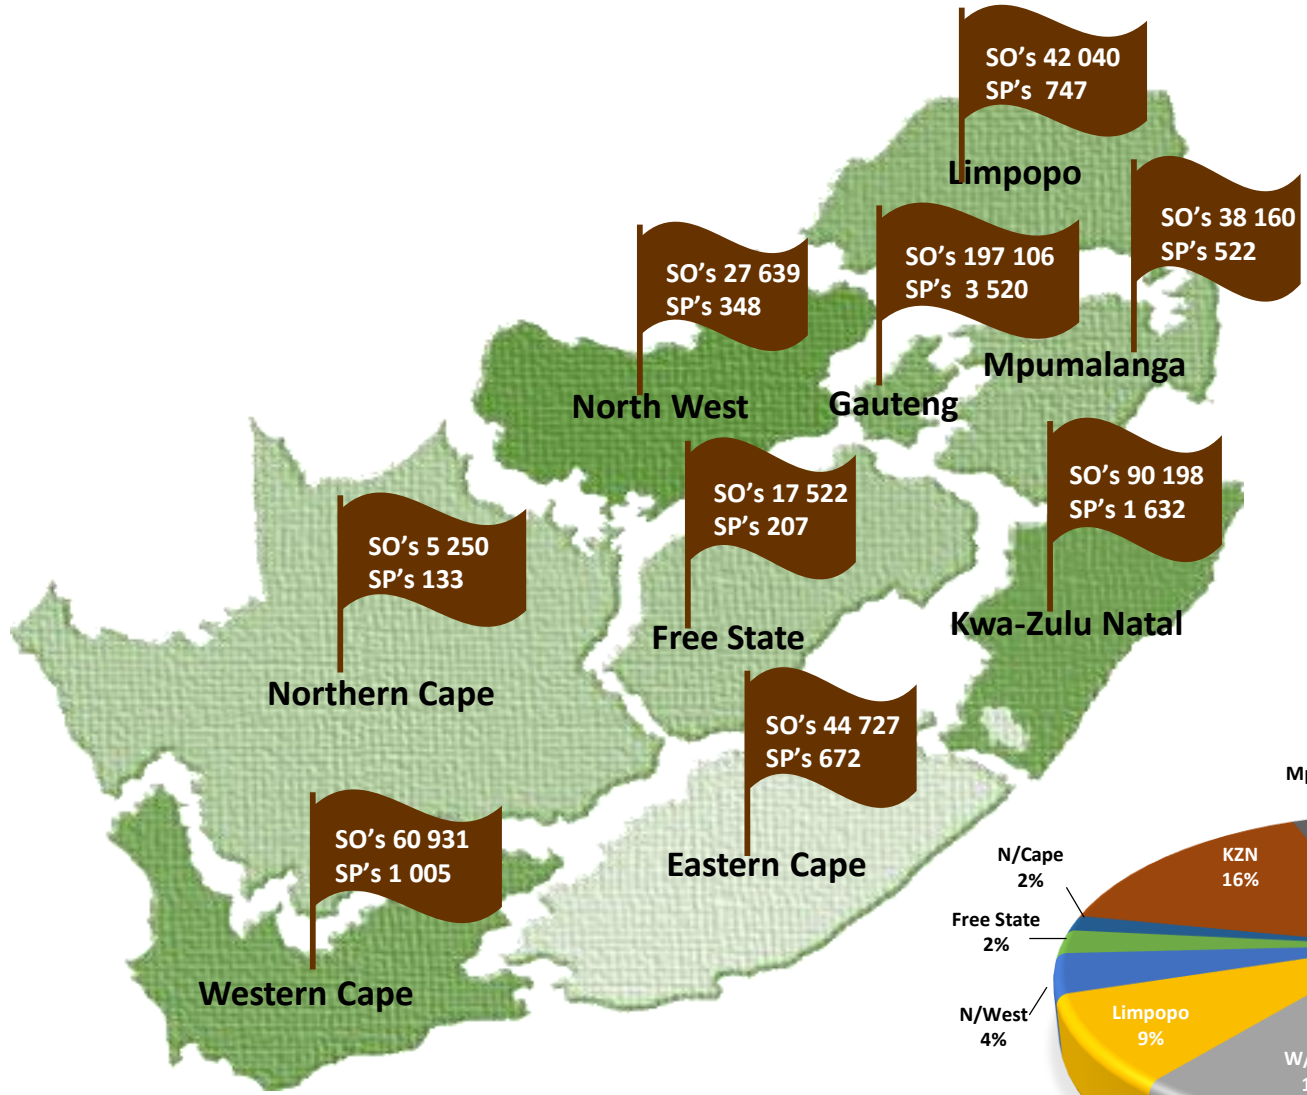 SO's 42 040
SP's 747
Limpopo
SO's 38 160
SP's 522
Mpumalanga
SO's 197 106
SP's 3 520
Gauteng
SO's 27 639
SP's 348
North West
SO's 90 198
SP's 1 632
Kwa-Zulu Natal
SO's 17 522
SP's 207
Free State
SO's 5 250
SP's 133
Northern Cape
SO's 44 727
SP's 672
Eastern Cape
SO's 60 931
SP's 1 005
Western Cape
KZN
16%
N/Cape
2%
Free State
2%
N/West
4%
Limpopo
9%